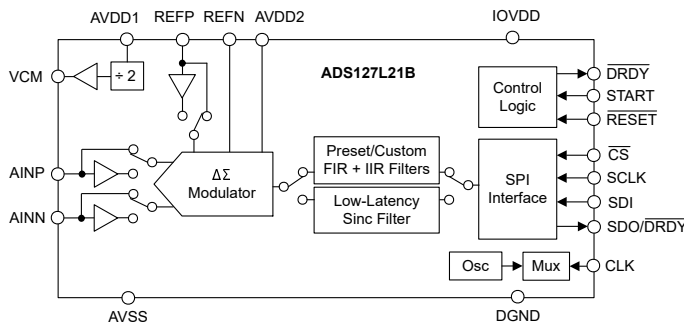 AVDD1
REFP
REFN
AVDD2
IOVDD
VCM
÷ 2
ADS127L21B
Control
Logic
DRDY
START
RESET
AINP
AINN
ΔΣ
Modulator
Preset/Custom
FIR + IIR Filters
Low-Latency
Sinc Filter
SPI
Interface
CS
SCLK
SDI
SDO/DRDY
Osc
Mux
CLK
AVSS
DGND